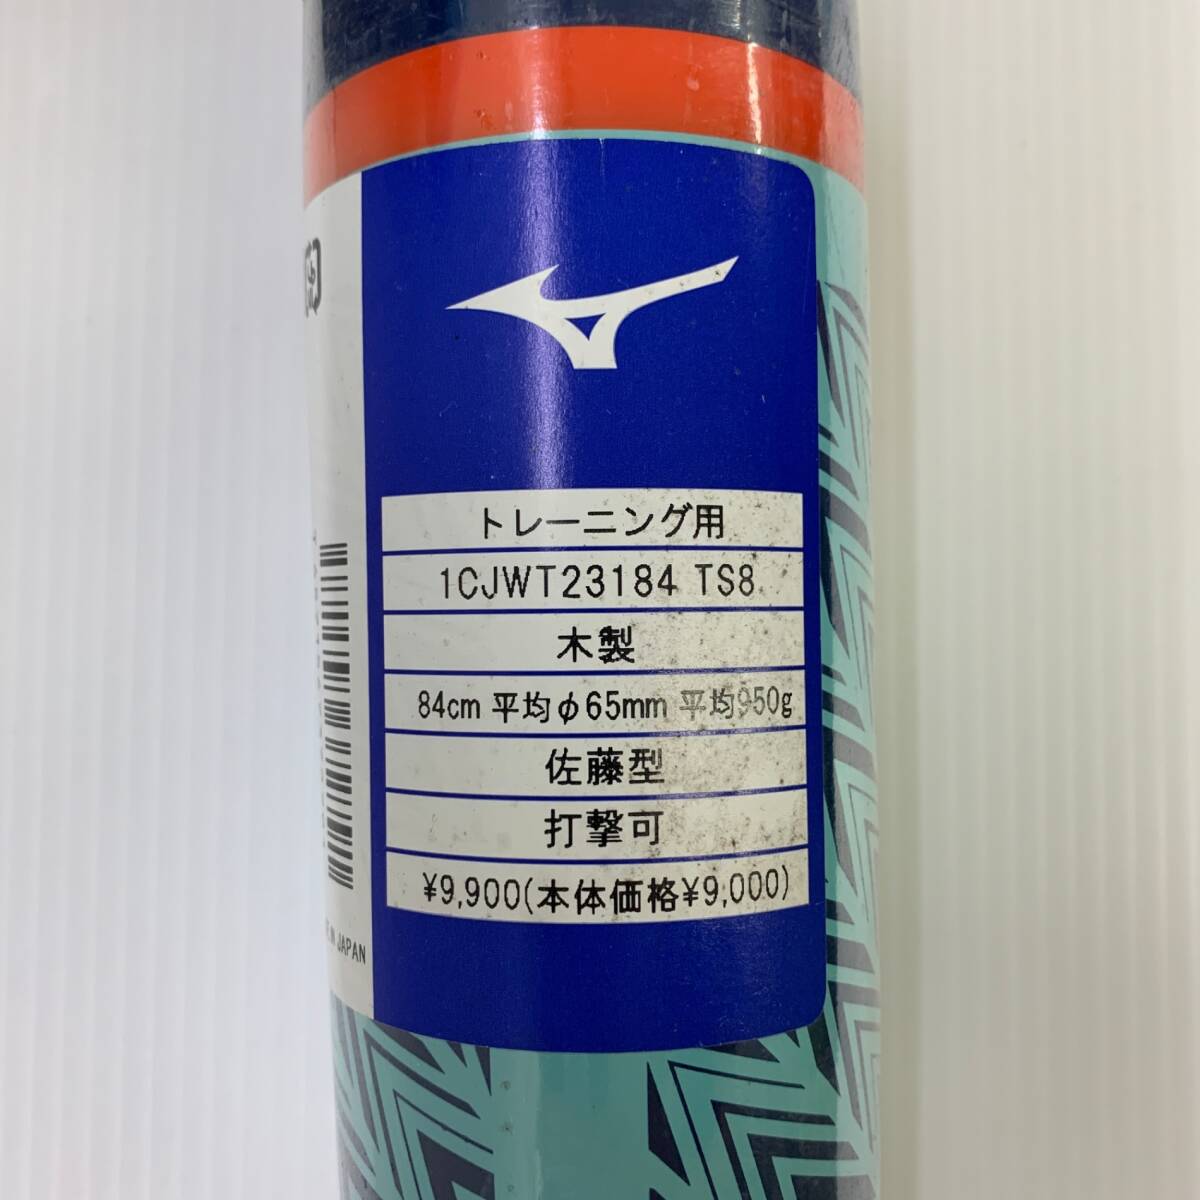 トレーニング用
1CJWT23184 TS8
木製
84cm 平均φ65mm 平均950g
佐藤型
打撃可
¥9,900(本体価格¥9,000)
IN JAPAN